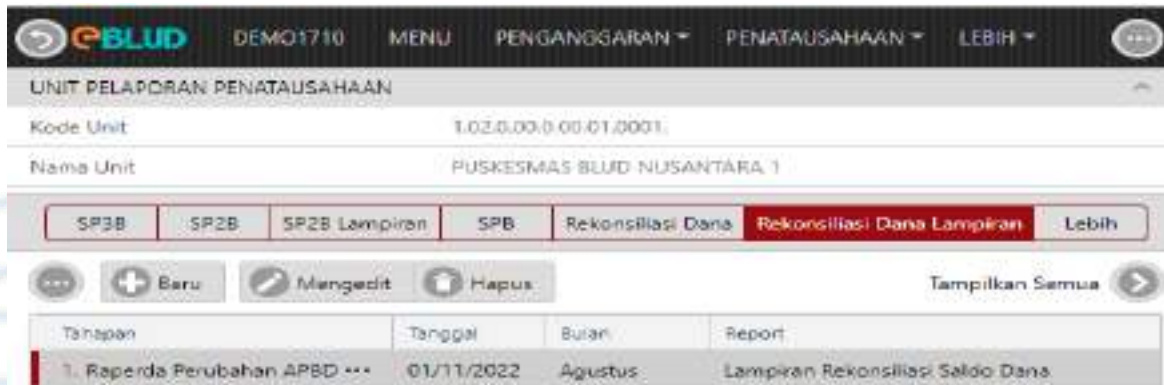 eBLUD DEMO1710 MENU PENGANGGARAN PENATAUSAHAAN LEBIH
UNIT PELAPORAN PENATAUSAHAAN
Kode Unit 1.02.0.00.0.00.01.0001.
Nama Unit PUSKESMAS BLUD NUSANTARA 1
SP3B SP2B SP2B Lampiran SPB Rekonsiliasi Dana Rekonsiliasi Dana Lampiran Lebih
Baru Mengedit Hapus Tampilkan Semua
Tahapan Tanggal Bulan Report
1. Raperda Perubahan APBD ••• 01/11/2022 Agustus Lampiran Rekonsiliasi Saldo Dana